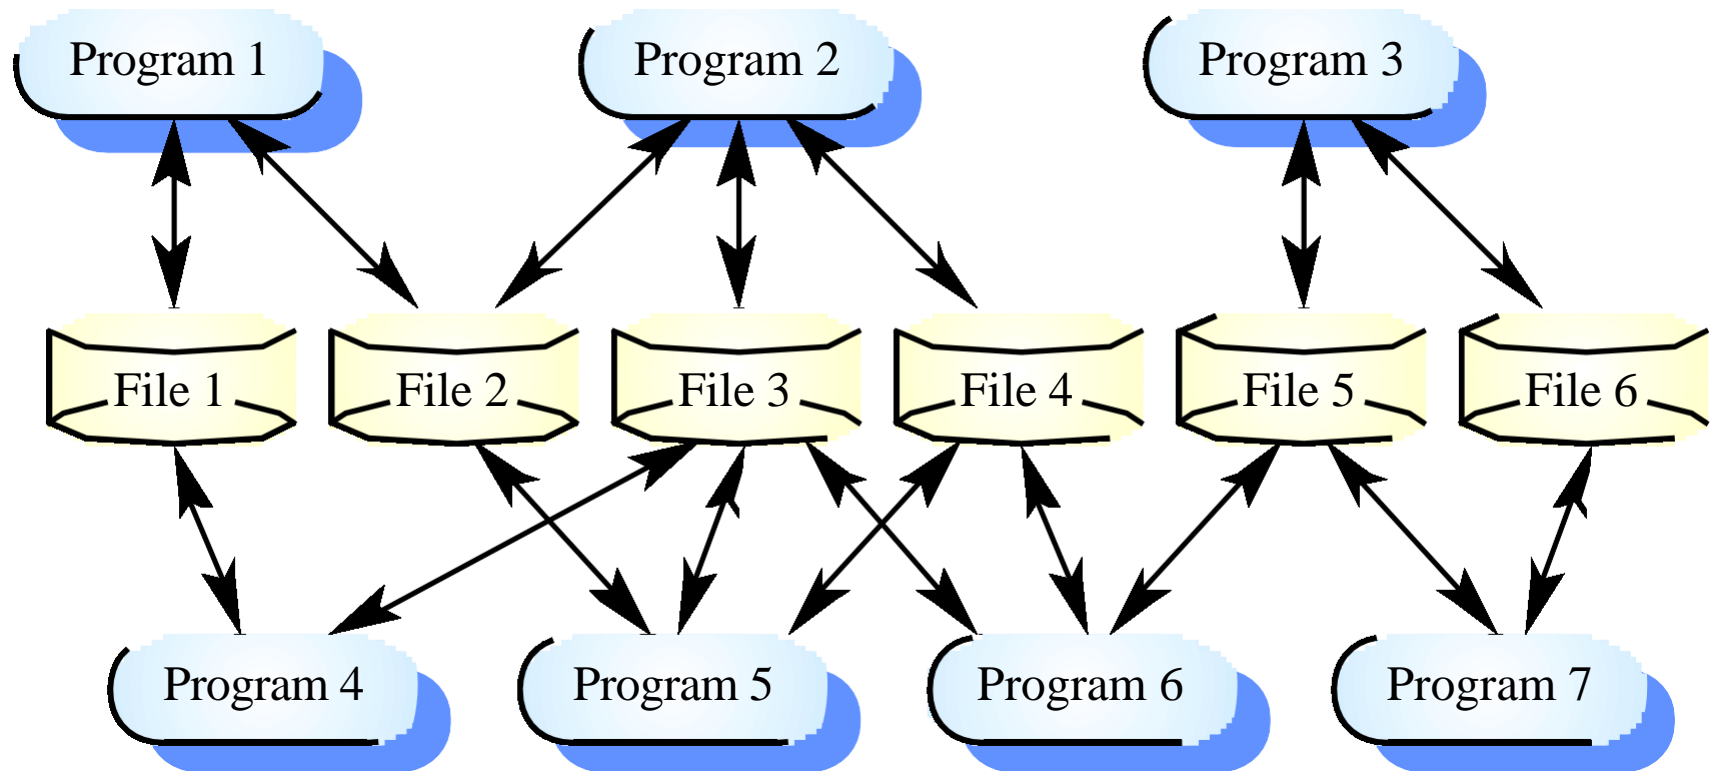 Program 1
Program 2
Program 3
File 1
File 2
File 3
File 4
File 5
File 6
Program 4
Program 5
Program 6
Program 7